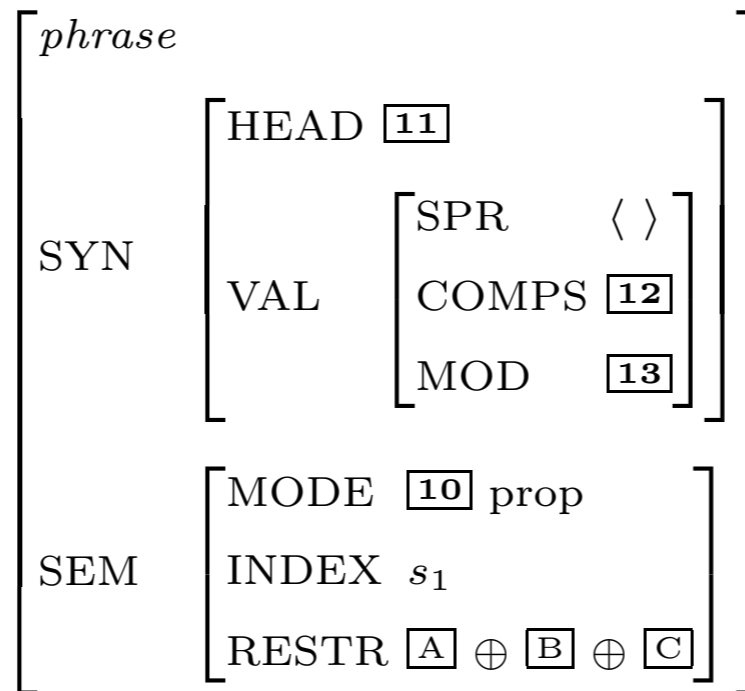 phrase
HEAD 11
SPR ⟨ ⟩
SYN
VAL COMPS 12
MOD 13
MODE 10 prop
SEM INDEX s₁
RESTR A ⊕ B ⊕ C